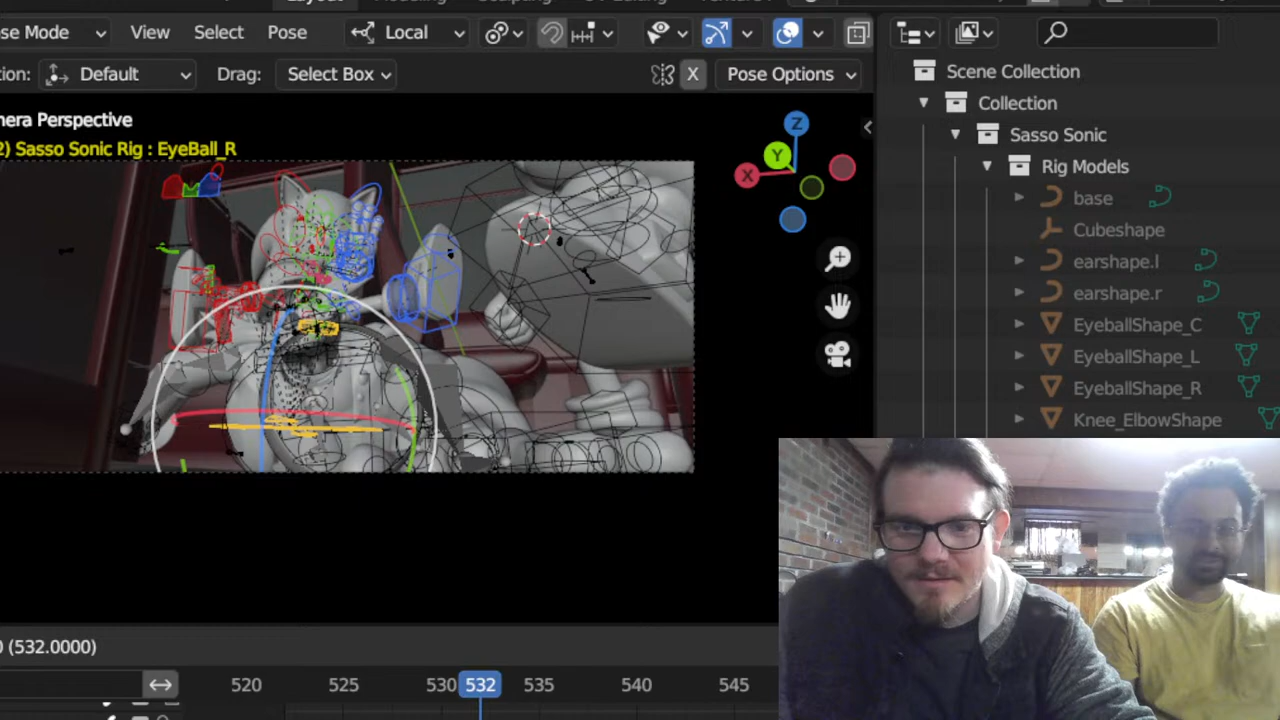 se Mode View Select Pose Local
ion: Default Drag: Select Box X Pose Options
nera Perspective
2) Sasso Sonic Rig : EyeBall_R
Z
Y
X
Scene Collection
Collection
Sasso Sonic
Rig Models
base
Cubeshape
earshape.l
earshape.r
EyeballShape_C
EyeballShape_L
EyeballShape_R
Knee_ElbowShape
0 (532.0000)
520 525 530 532 535 540 545